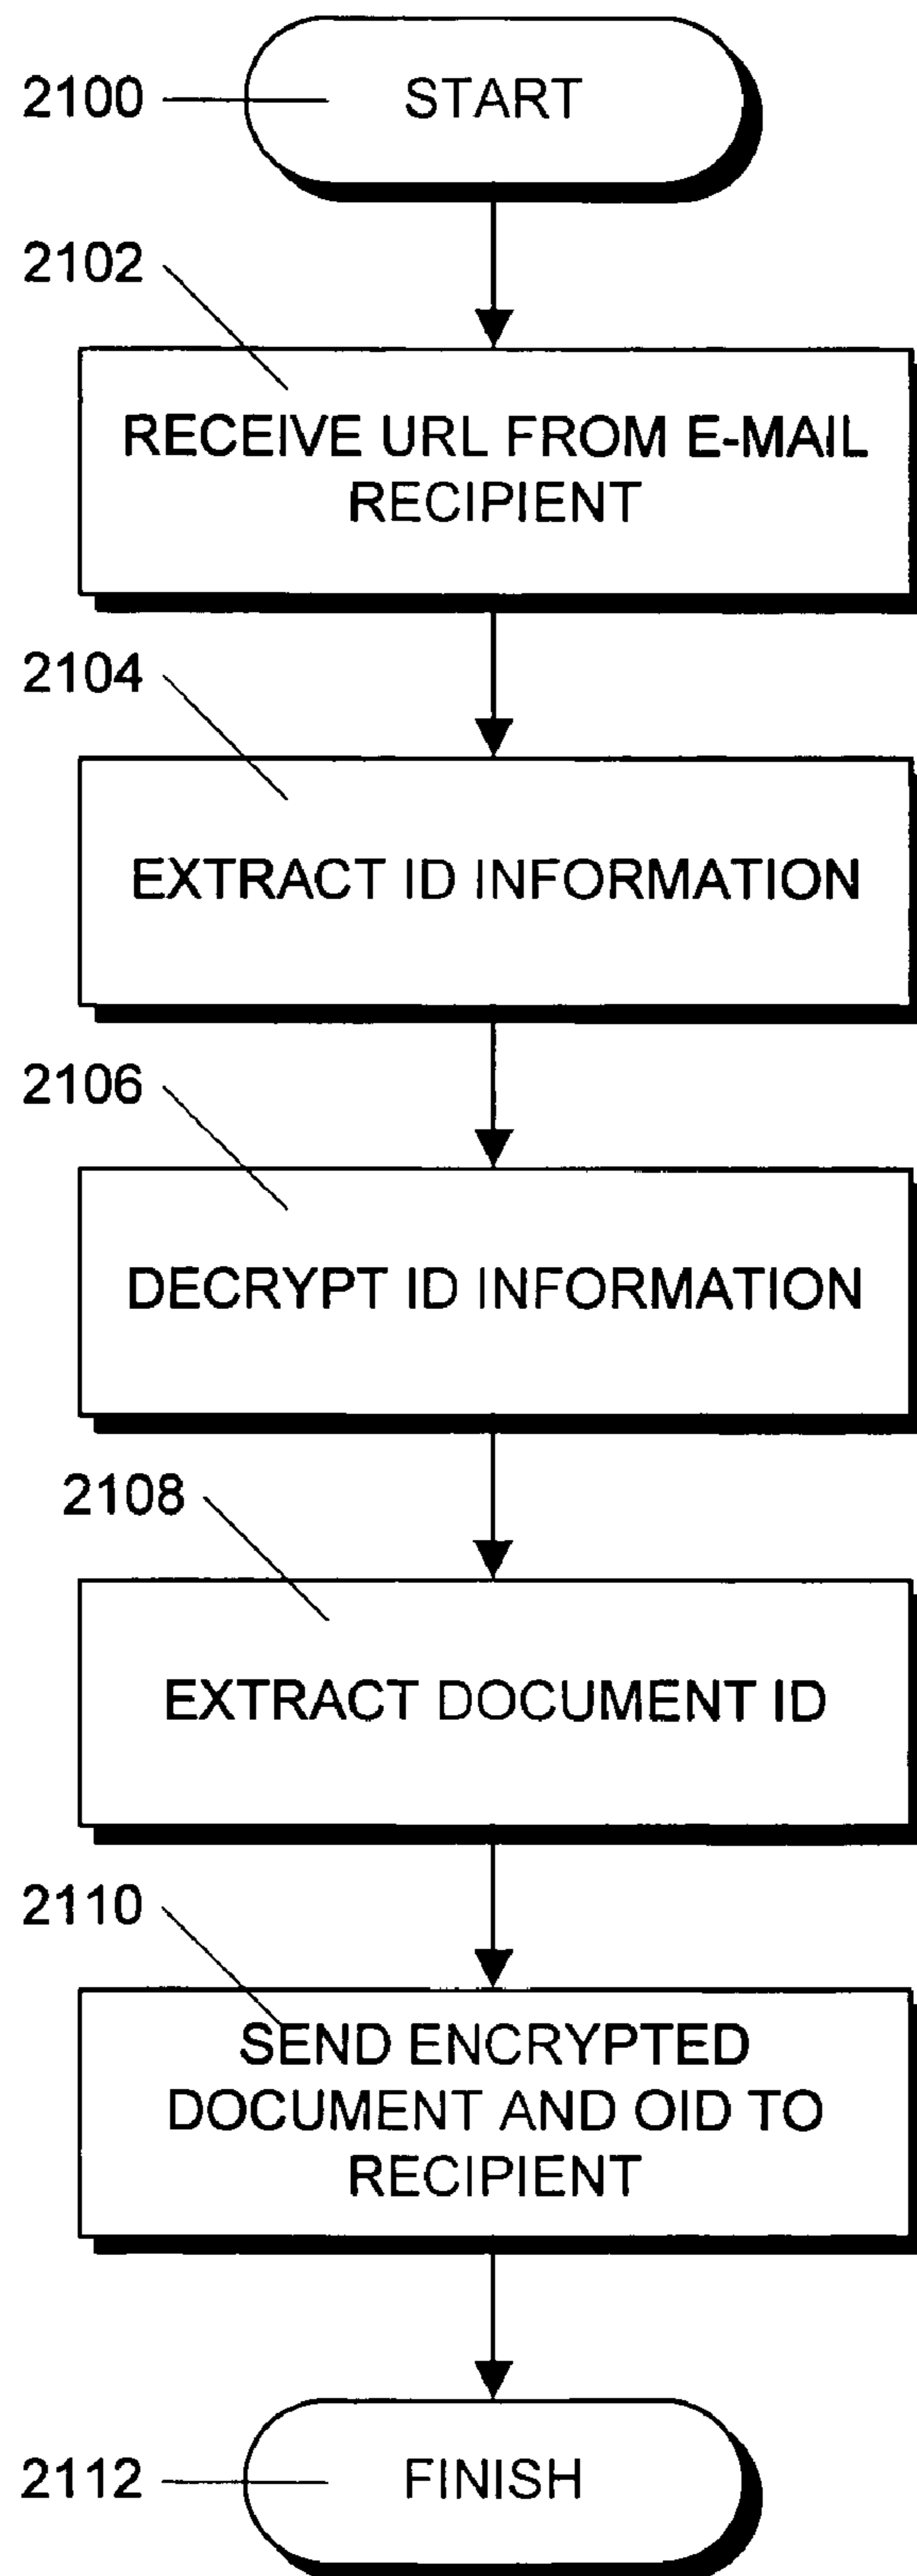 2100
START
2102
RECEIVE URL FROM E-MAIL
RECIPIENT
2104
EXTRACT ID INFORMATION
2106
DECRYPT ID INFORMATION
2108
EXTRACT DOCUMENT ID
2110
SEND ENCRYPTED
DOCUMENT AND OID TO
RECIPIENT
2112
FINISH